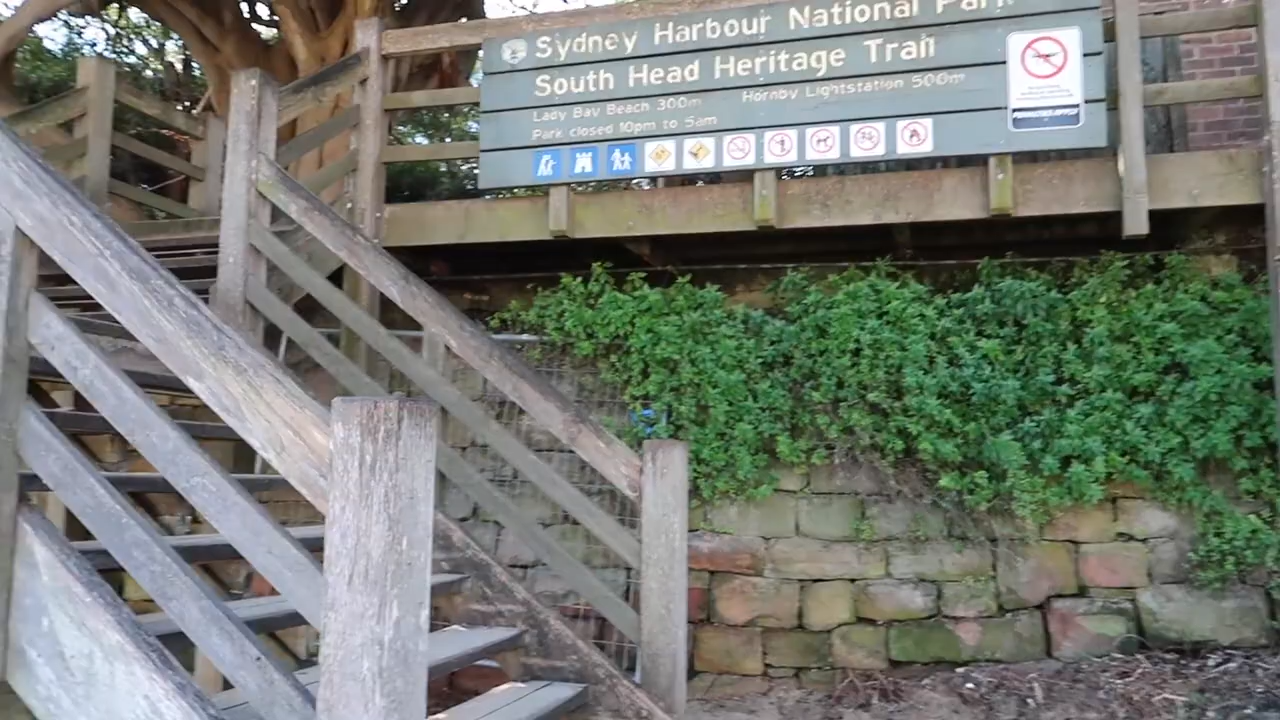 Sydney Harbour National Park
South Head Heritage Trail
Lady Bay Beach 300m Hornby Lightstation 500m
Park closed 10pm to 5am